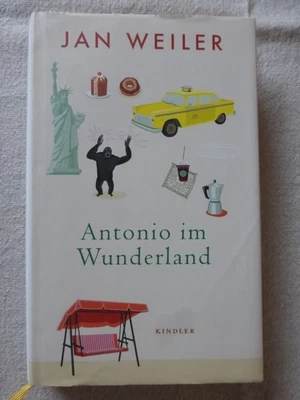 JAN WEILER
Antonio im
Wunderland
KINDLER